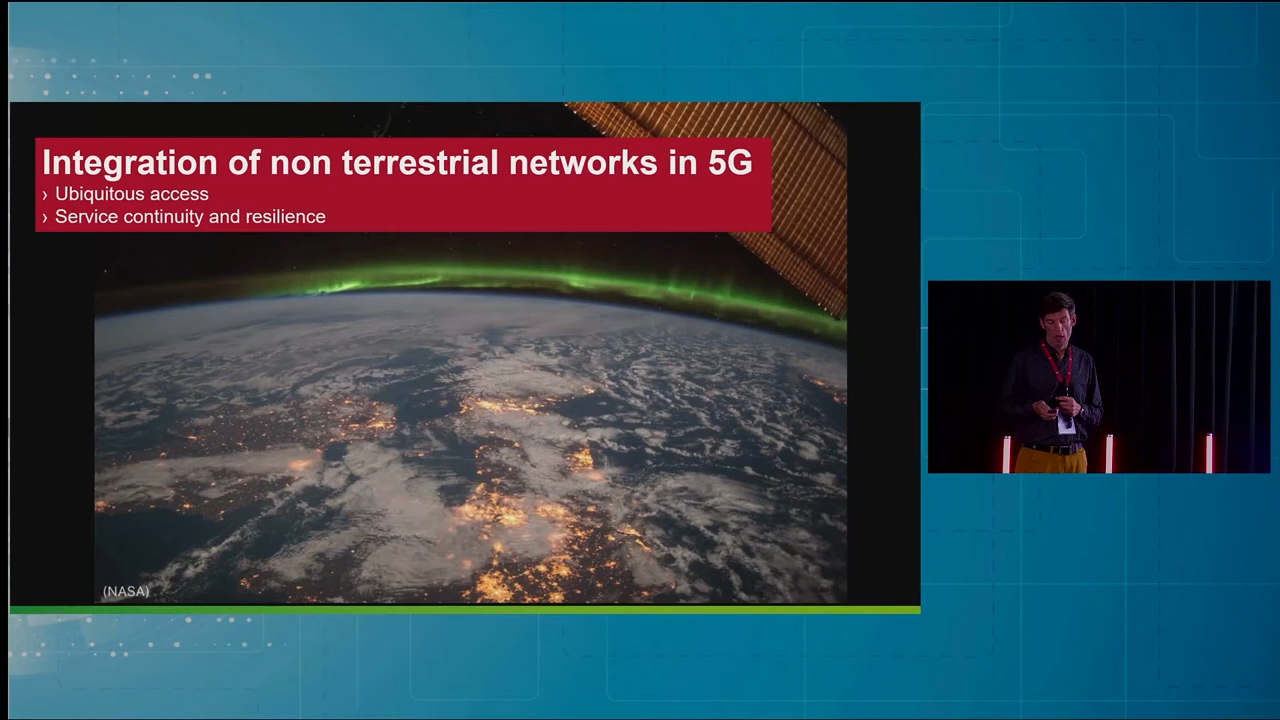 Integration of non terrestrial networks in 5G
› Ubiquitous access
› Service continuity and resilience
(NASA)